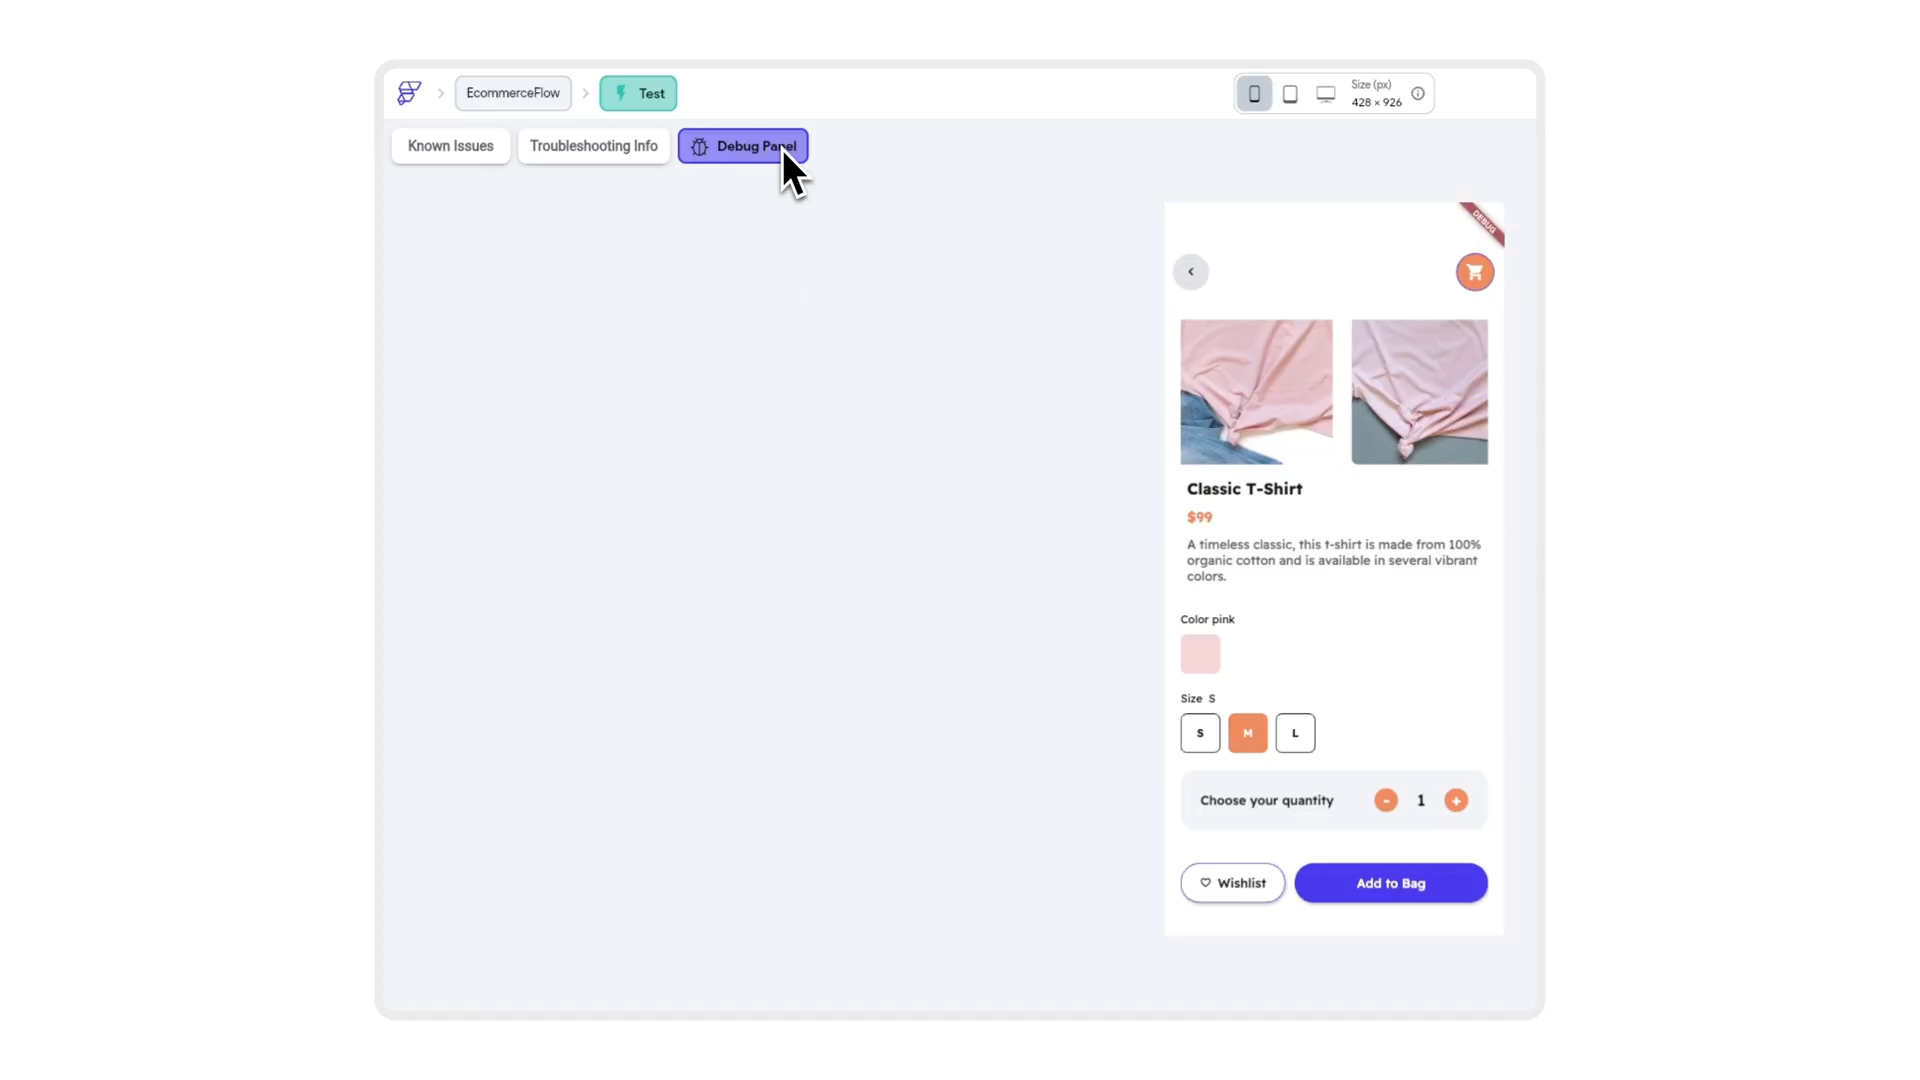 EcommerceFlow
Test
Size (px)
428 × 926
Known Issues
Troubleshooting Info
Debug Panel
DEBUG
Classic T-Shirt
$99
A timeless classic, this t-shirt is made from 100%
organic cotton and is available in several vibrant
colors.
Color pink
Size S
S M L
Choose your quantity - 1 +
Wishlist
Add to Bag